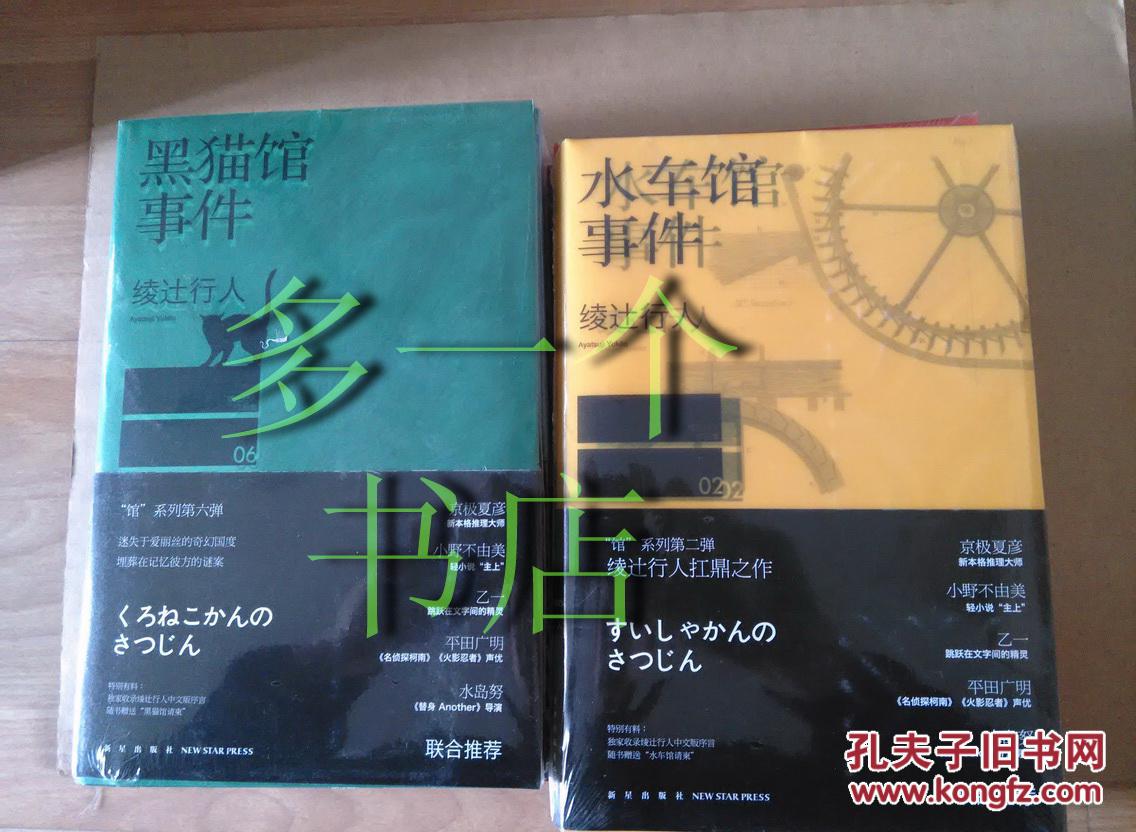 黑猫馆
事件
绫辻行人
Ayatsuji Yukito
06
“馆”系列第六弹
迷失于爱丽丝的奇幻国度
埋葬在记忆彼方的谜案
くろねこかんの
さつじん
特别有料：
独家收录绫辻行人中文版序言
随书赠送“黑猫馆请柬”
新星出版社 NEW STAR PRESS
京极夏彦
新本格推理大师
小野不由美
轻小说“主上”
乙一
跳跃在文字间的精灵
平田广明
《名侦探柯南》《火影忍者》声优
水岛努
《替身 Another》导演
联合推荐
水车馆
事件
绫辻行人
Ayatsuji Yukito
02
“馆”系列第二弹
绫辻行人扛鼎之作
すいしゃかんの
さつじん
特别有料：
独家收录绫辻行人中文版序言
随书赠送“水车馆请柬”
新星出版社 NEW STAR PRESS
京极夏彦
新本格推理大师
小野不由美
轻小说“主上”
乙一
跳跃在文字间的精灵
平田广明
《名侦探柯南》《火影忍者》声优
努
多一个
书店
孔夫子旧书网
www.kongfz.com